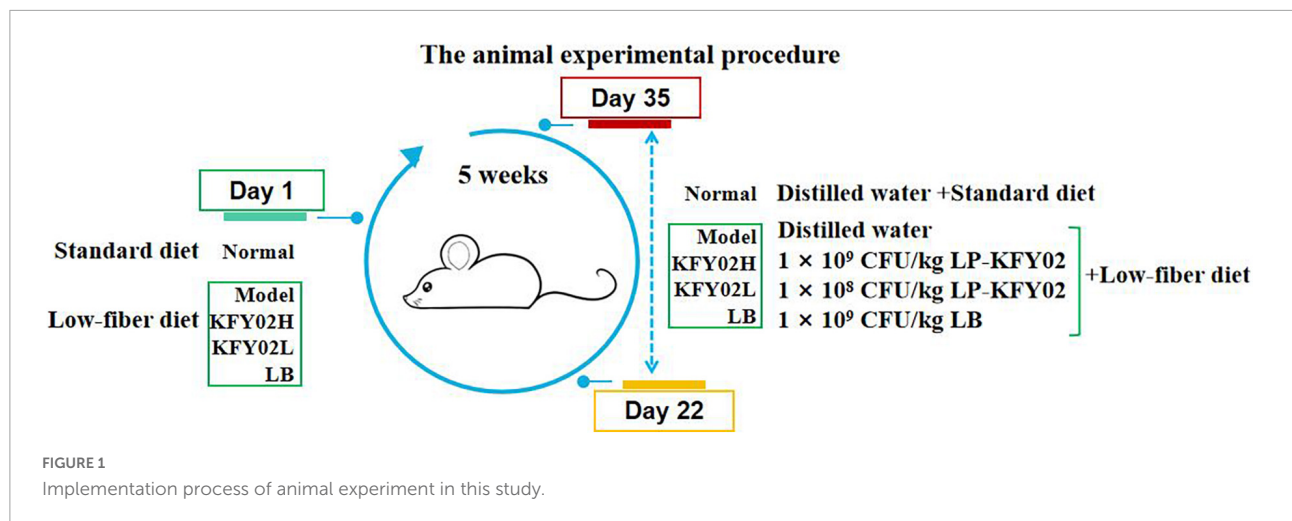 The animal experimental procedure
Day 35
5 weeks
Day 1
Standard diet Normal
Low-fiber diet
Model
KFY02H
KFY02L
LB
Normal Distilled water +Standard diet
Model Distilled water
KFY02H 1 × 10⁹ CFU/kg LP-KFY02
KFY02L 1 × 10⁸ CFU/kg LP-KFY02
LB 1 × 10⁹ CFU/kg LB
+Low-fiber diet
Day 22
FIGURE 1
Implementation process of animal experiment in this study.